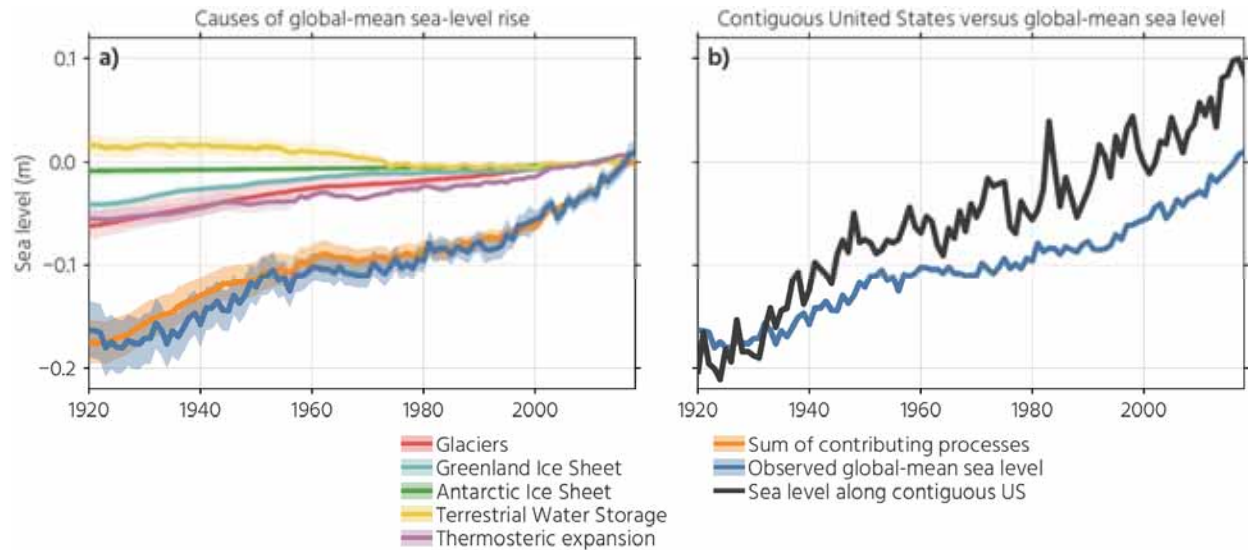 Causes of global-mean sea-level rise
Contiguous United States versus global-mean sea level
a)
b)
0.1
0.0
−0.1
−0.2
Sea level (m)
1920
1940
1960
1980
2000
1920
1940
1960
1980
2000
Glaciers
Greenland Ice Sheet
Antarctic Ice Sheet
Terrestrial Water Storage
Thermosteric expansion
Sum of contributing processes
Observed global-mean sea level
Sea level along contiguous US